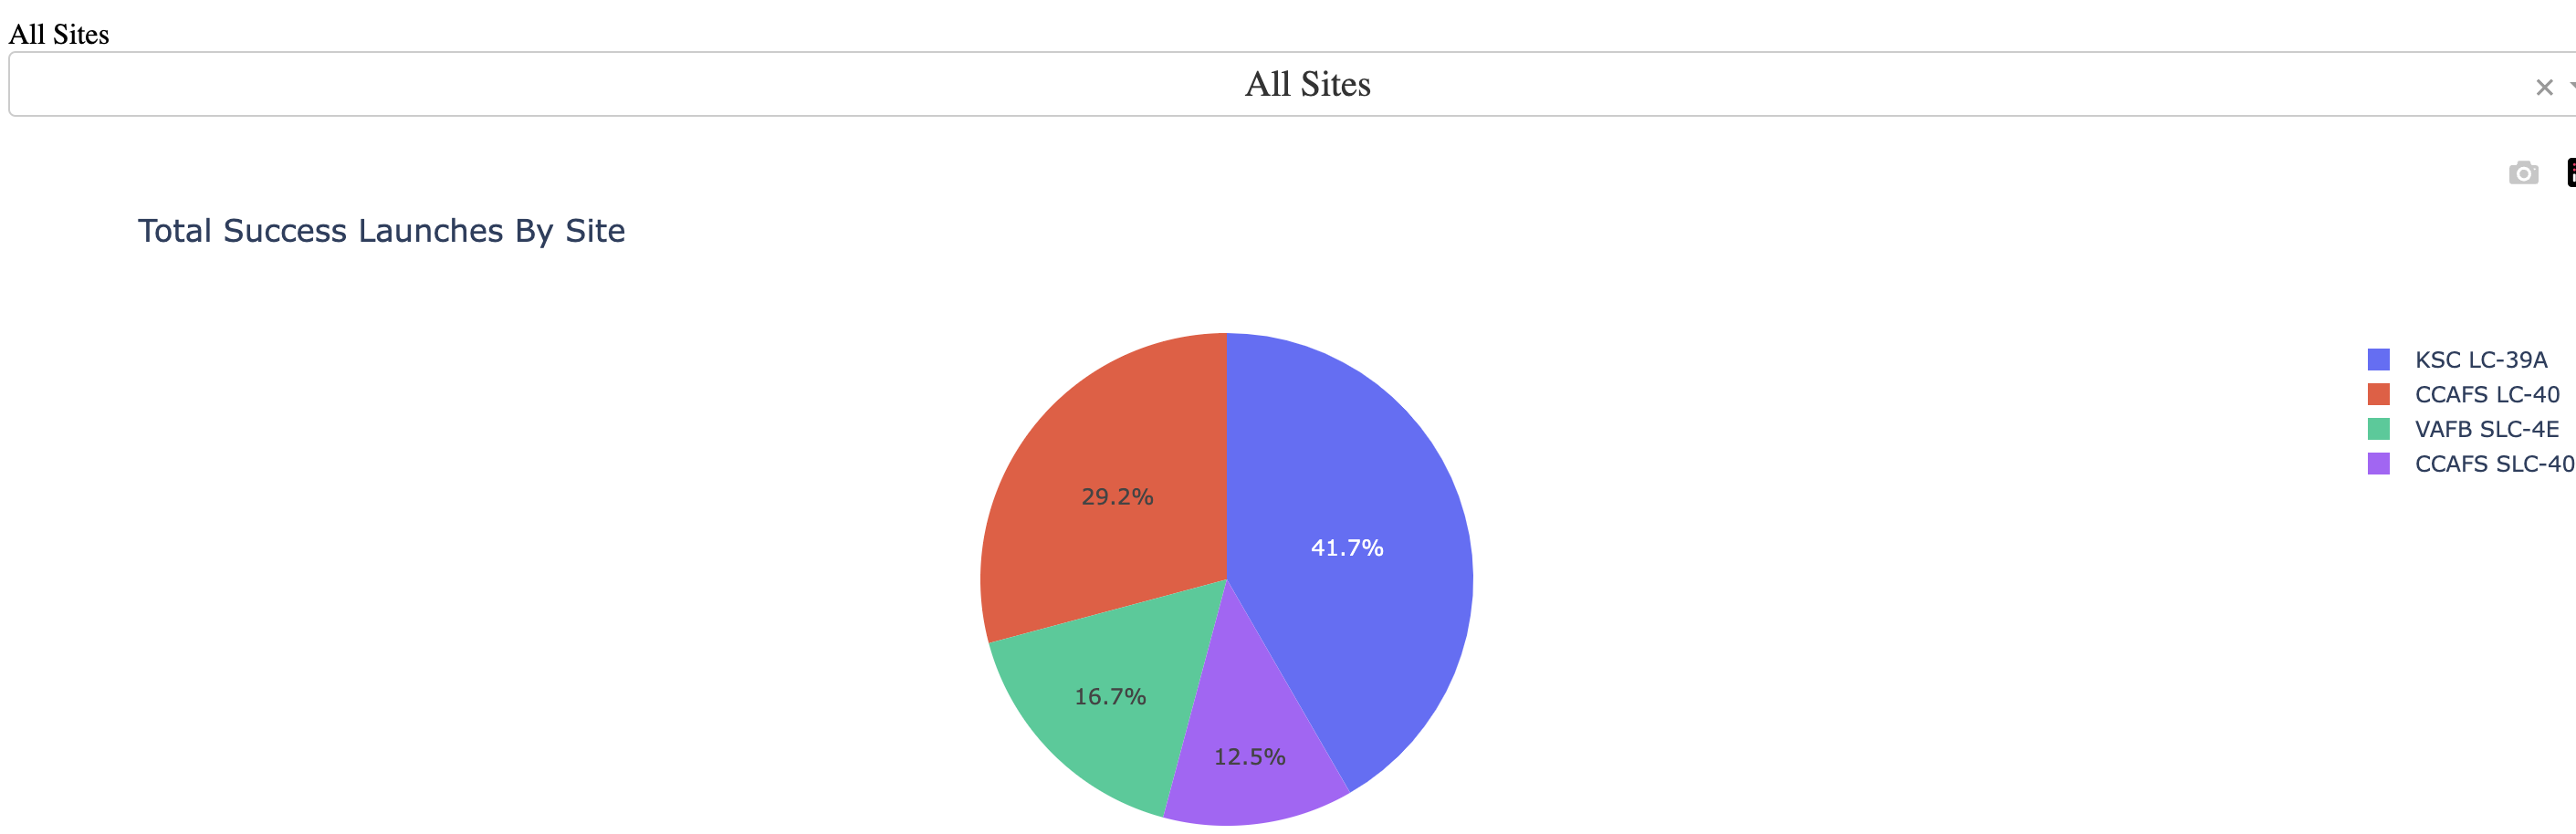 All Sites
All Sites
Total Success Launches By Site
KSC LC-39A
CCAFS LC-40
VAFB SLC-4E
CCAFS SLC-40
29.2%
41.7%
16.7%
12.5%